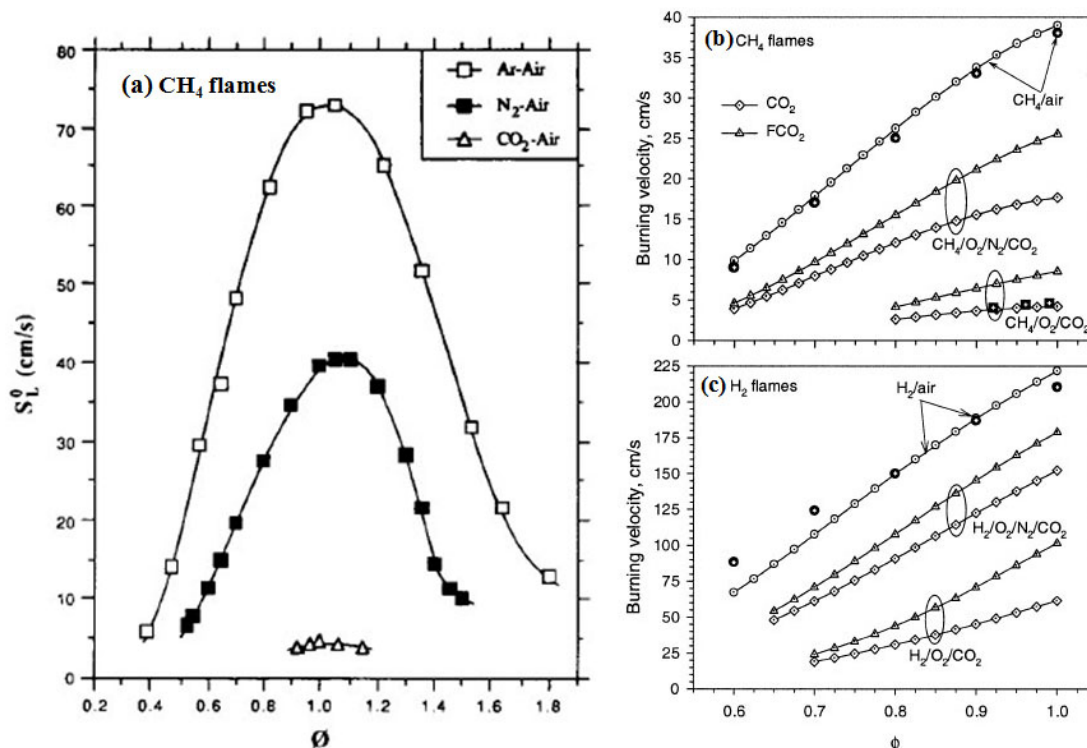 (a) CH₄ flames
Ar-Air
N₂-Air
CO₂-Air
80
70
60
50
40
30
20
10
0
S_L^0 (cm/s)
0.2 0.4 0.6 0.8 1.0 1.2 1.4 1.6 1.8
Ø
(b) CH₄ flames
CO₂
FCO₂
CH₄/air
CH₄/O₂/N₂/CO₂
CH₄/O₂/CO₂
40
35
30
25
20
15
10
5
0
Burning velocity, cm/s
(c) H₂ flames
H₂/air
H₂/O₂/N₂/CO₂
H₂/O₂/CO₂
225
200
175
150
125
100
75
50
25
0
Burning velocity, cm/s
0.6 0.7 0.8 0.9 1.0
ϕ